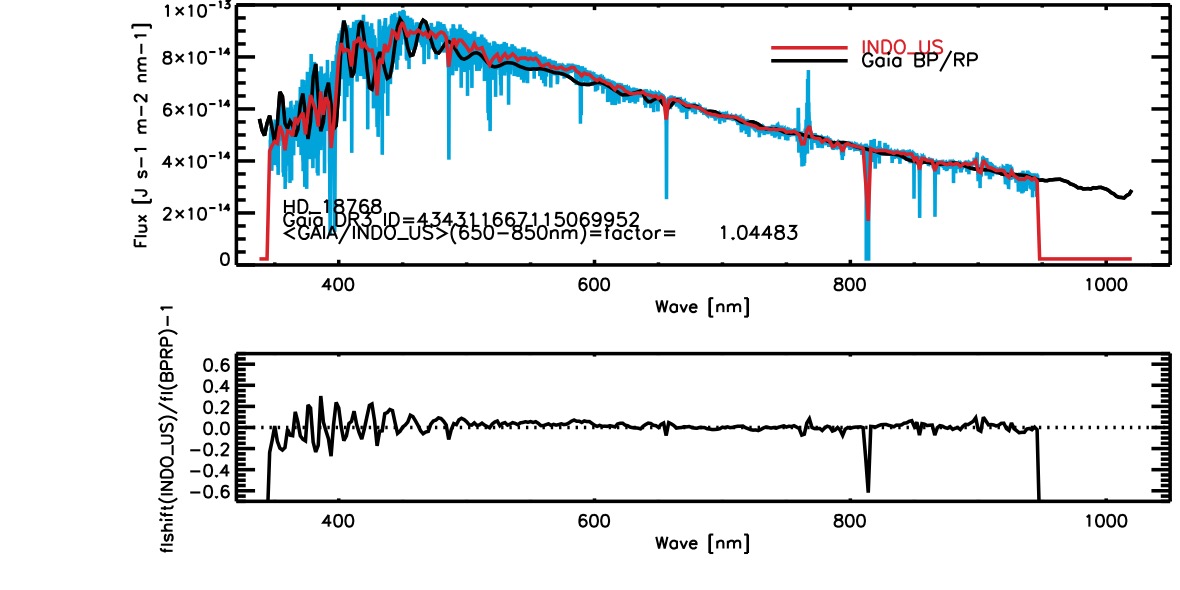 1×10⁻¹³
8×10⁻¹⁴
6×10⁻¹⁴
4×10⁻¹⁴
2×10⁻¹⁴
0
Flux [J s−1 m−2 nm−1]
INDO_US
Gaia BP/RP
HD_18768
Gaia DR3 ID=4343116667115069952
<GAIA/INDO_US>(650−850nm)=factor= 1.04483
400 600 800 1000
Wave [nm]
flshift(INDO_US)/fl(BPRP)−1
0.6
0.4
0.2
0.0
−0.2
−0.4
−0.6
400 600 800 1000
Wave [nm]